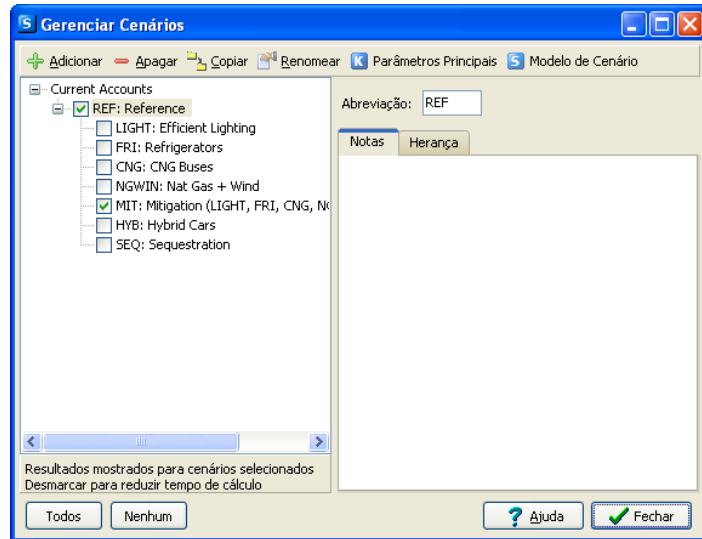 Gerenciar Cenários
Adicionar Apagar Copiar Renomear Parâmetros Principais Modelo de Cenário
Current Accounts
REF: Reference
LIGHT: Efficient Lighting
FRI: Refrigerators
CNG: CNG Buses
NGWIN: Nat Gas + Wind
MIT: Mitigation (LIGHT, FRI, CNG,
HYB: Hybrid Cars
SEQ: Sequestration
Abreviação: REF
Notas Herança
Resultados mostrados para cenários selecionados
Desmarcar para reduzir tempo de cálculo
Todos Nenhum Ajuda Fechar